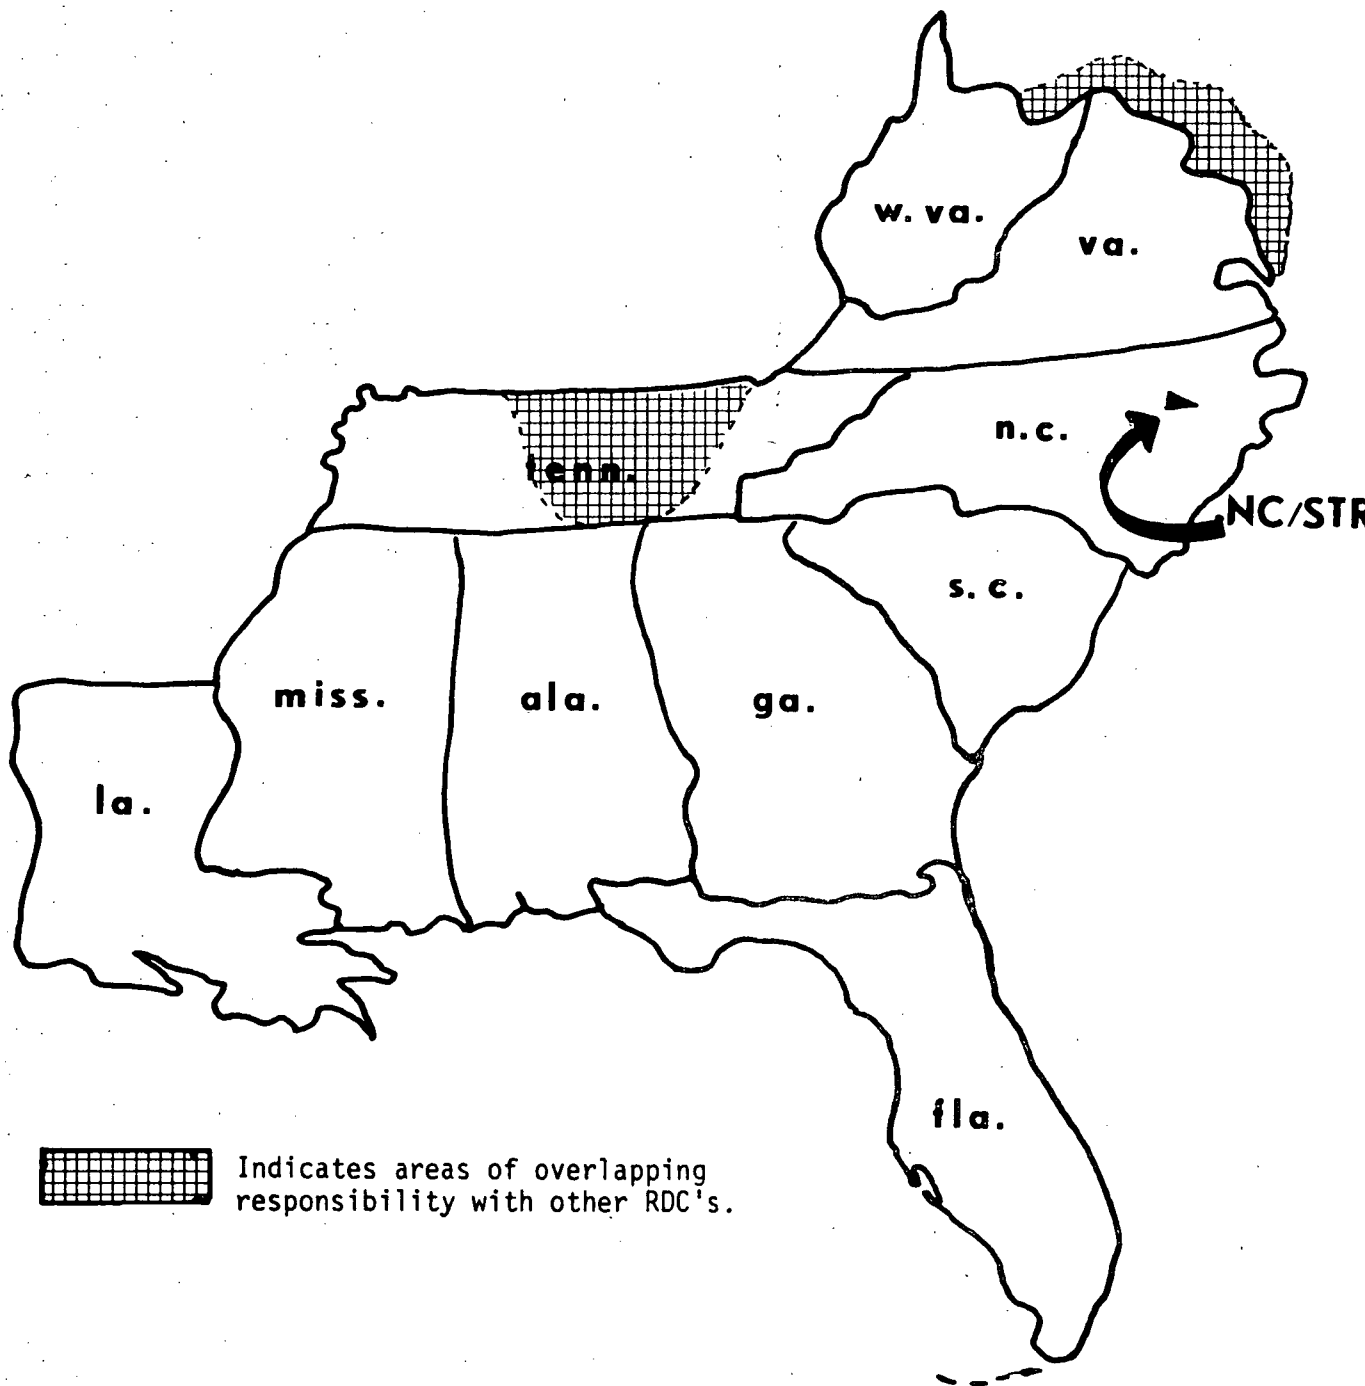 w. va.
va.
n.c.
tenn.
NC/STR
s.c.
miss.
ala.
ga.
la.
fla.
Indicates areas of overlapping
responsibility with other RDC's.